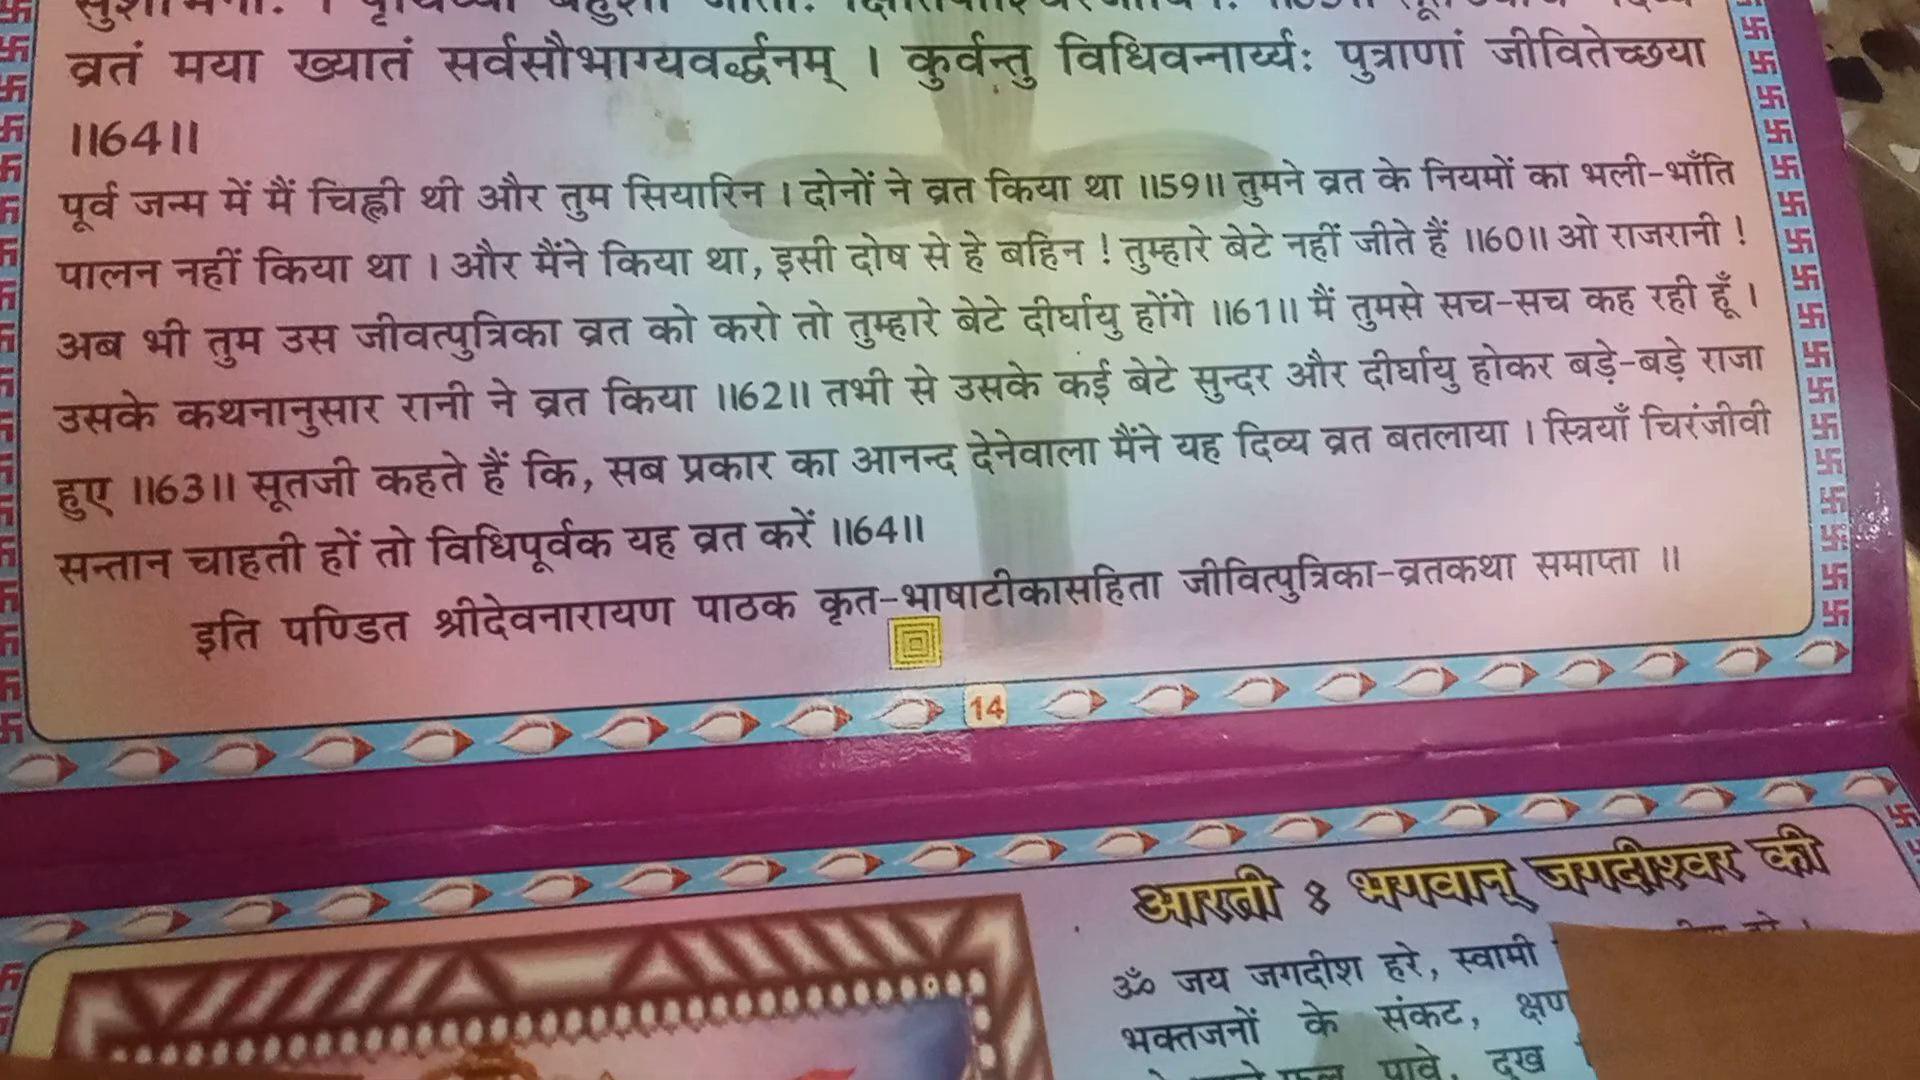 व्रतं मया ख्यातं सर्वसौभाग्यवर्द्धनम् । कुर्वन्तु विधिवन्नार्य्यः पुत्राणां जीवितेच्छया
॥64॥
पूर्व जन्म में मैं चिह्ली थी और तुम सियारिन । दोनों ने व्रत किया था ॥59॥ तुमने व्रत के नियमों का भली-भाँति
पालन नहीं किया था । और मैंने किया था, इसी दोष से हे बहिन ! तुम्हारे बेटे नहीं जीते हैं ॥60॥ ओ राजरानी !
अब भी तुम उस जीवत्पुत्रिका व्रत को करो तो तुम्हारे बेटे दीर्घायु होंगे ॥61॥ मैं तुमसे सच-सच कह रही हूँ ।
उसके कथनानुसार रानी ने व्रत किया ॥62॥ तभी से उसके कई बेटे सुन्दर और दीर्घायु होकर बड़े-बड़े राजा
हुए ॥63॥ सूतजी कहते हैं कि, सब प्रकार का आनन्द देनेवाला मैंने यह दिव्य व्रत बतलाया । स्त्रियाँ चिरंजीवी
सन्तान चाहती हों तो विधिपूर्वक यह व्रत करें ॥64॥
इति पण्डित श्रीदेवनारायण पाठक कृत-भाषाटीकासहिता जीवित्पुत्रिका-व्रतकथा समाप्ता ॥
14
आरती : भगवान् जगदीश्वर की
ॐ जय जगदीश हरे, स्वामी
भक्तजनों के संकट, क्षण
पावे, दुख